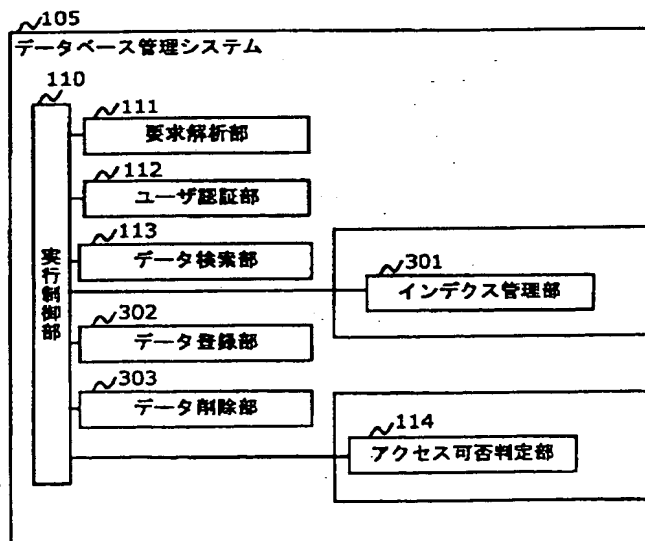 105
データベース管理システム
110
実行制御部
111
要求解析部
112
ユーザ認証部
113
データ検索部
301
インデクス管理部
302
データ登録部
303
データ削除部
114
アクセス可否判定部